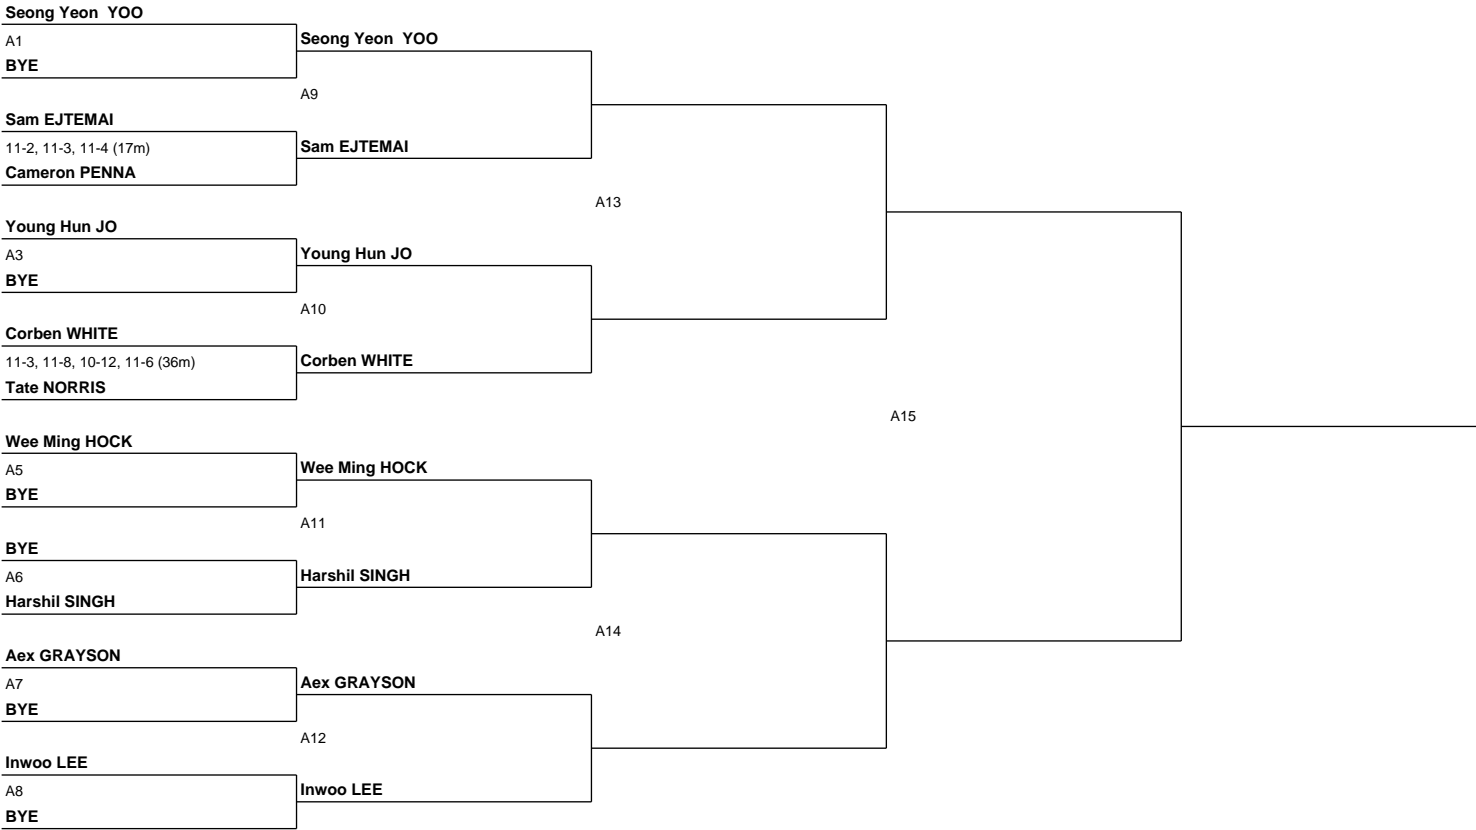 Seong Yeon  YOO
A1
BYE
Seong Yeon  YOO
A9
Sam EJTEMAI
11-2, 11-3, 11-4 (17m)
Cameron PENNA
Sam EJTEMAI
A13
Young Hun JO
A3
BYE
Young Hun JO
A10
Corben WHITE
11-3, 11-8, 10-12, 11-6 (36m)
Tate NORRIS
Corben WHITE
A15
Wee Ming HOCK
A5
BYE
Wee Ming HOCK
A11
BYE
A6
Harshil SINGH
Harshil SINGH
A14
Aex GRAYSON
A7
BYE
Aex GRAYSON
A12
Inwoo LEE
A8
BYE
Inwoo LEE